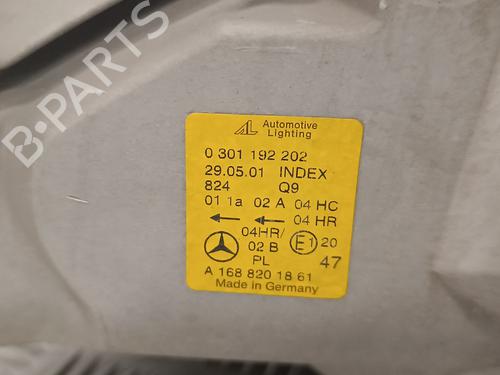 B-PARTS
AL Automotive
Lighting
0 301 192 202
29.05.01 INDEX
824 Q9
01 1a 02 A 04 HC
04 HR
04HR/
02 B E1 20
PL 47
A 168 820 18 61
Made in Germany